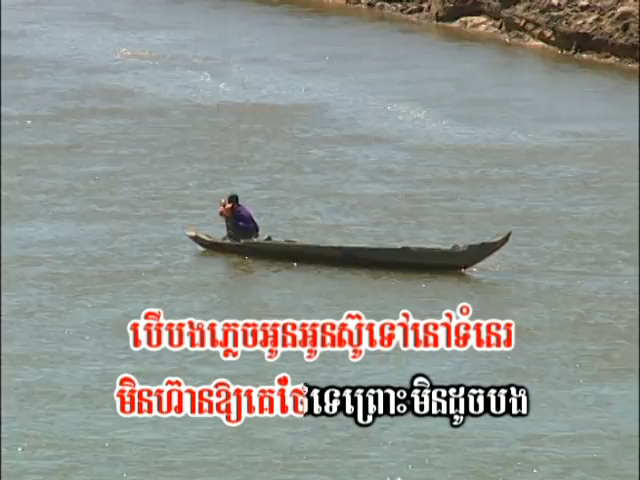 បើបងភ្លេចអូនអូនស៊ូទៅនៅទំនេរ
មិនហ៊ានឱ្យគេថែទេព្រោះមិនដូចបង